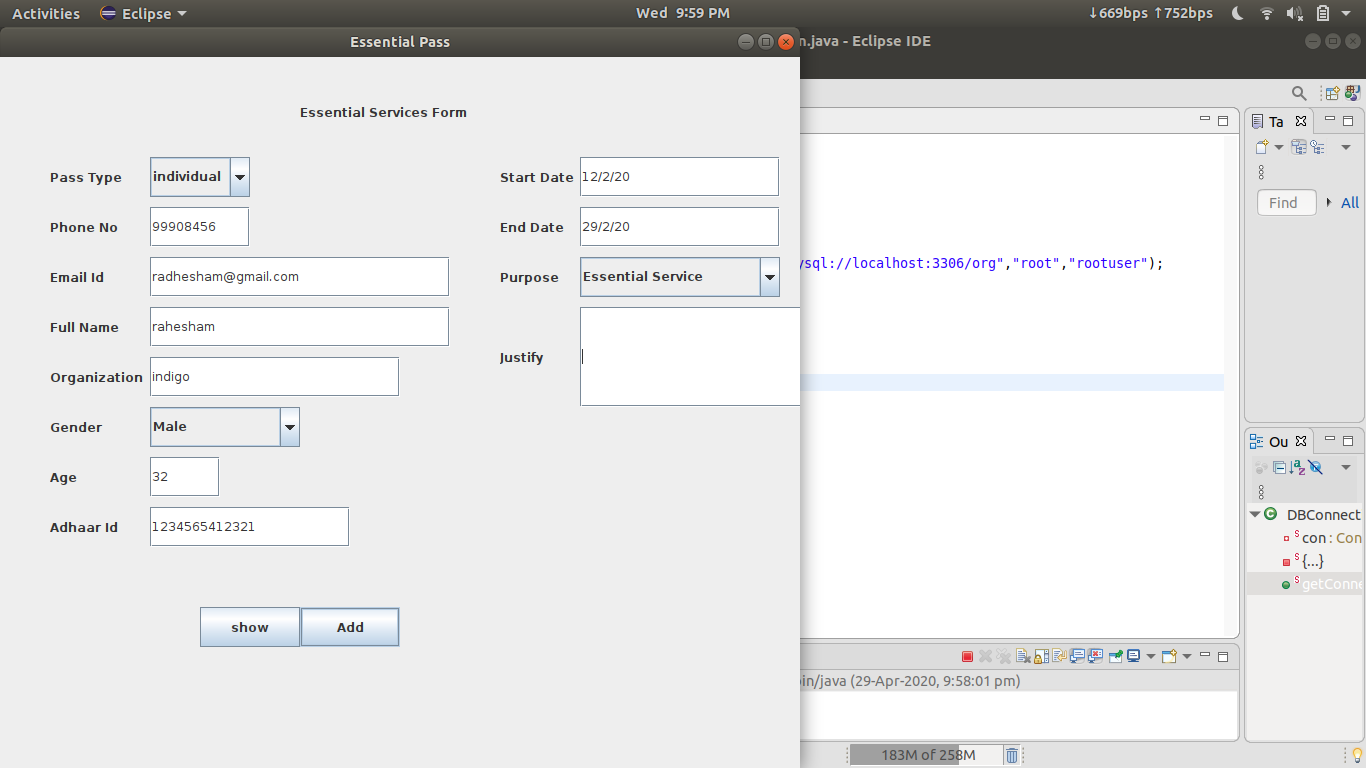 Activities Eclipse Wed 9:59 PM ↓669bps ↑752bps
Essential Pass
n.java - Eclipse IDE
Essential Services Form
Pass Type individual
Phone No 99908456
Email Id radhesham@gmail.com
Full Name rahesham
Organization indigo
Gender Male
Age 32
Adhaar Id 1234565412321
Start Date 12/2/20
End Date 29/2/20
Purpose Essential Service
Justify
show Add
ysql://localhost:3306/org","root","rootuser");
Ta
Find All
Ou
DBConnect
con : Con
{...}
getConne
bin/java (29-Apr-2020, 9:58:01 pm)
183M of 258M